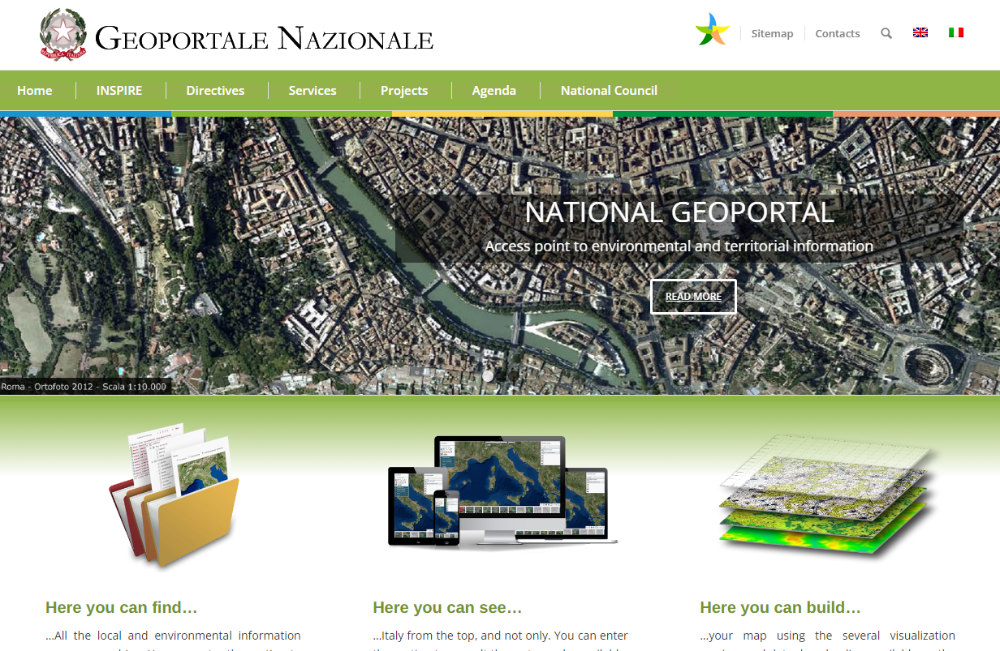 GEOPORTALE NAZIONALE
Sitemap
Contacts
Home
INSPIRE
Directives
Services
Projects
Agenda
National Council
NATIONAL GEOPORTAL
Access point to environmental and territorial information
READ MORE
Roma - Ortofoto 2012 - Scala 1:10.000
Here you can find…
Here you can see…
Here you can build…
…All the local and environmental information
…Italy from the top, and not only. You can enter
…your map using the several visualization